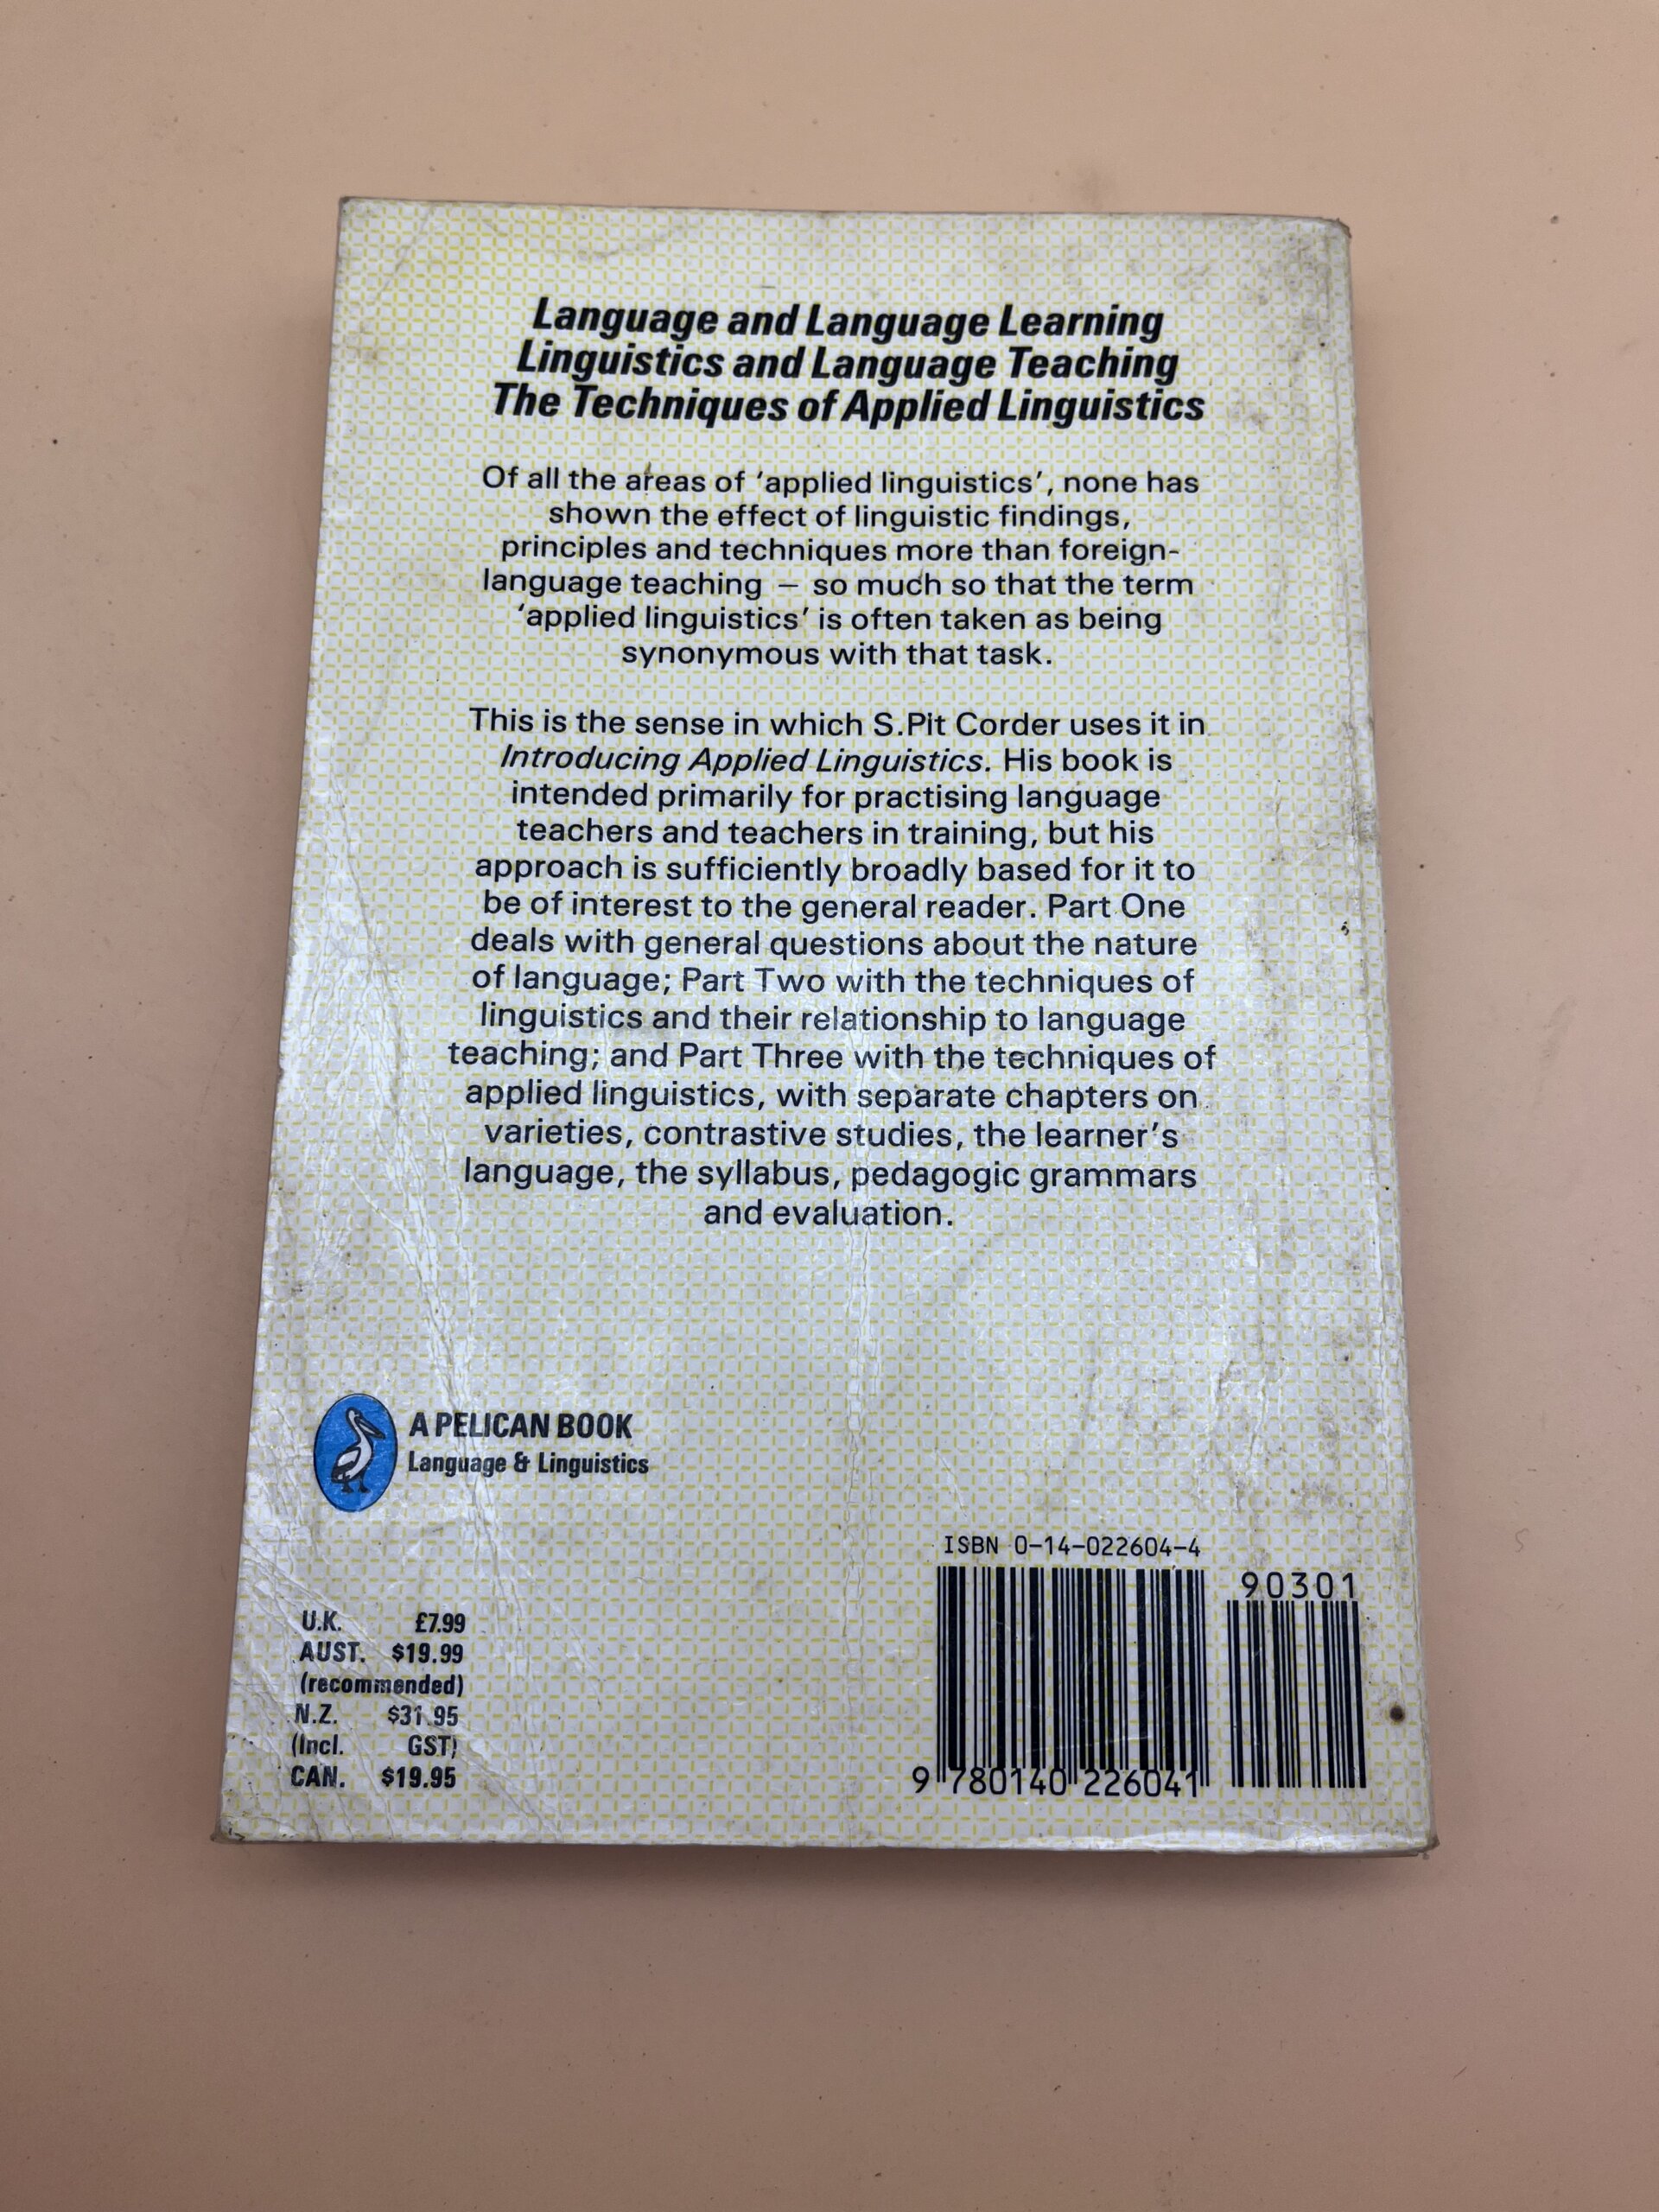 Language and Language Learning
Linguistics and Language Teaching
The Techniques of Applied Linguistics
Of all the areas of ‘applied linguistics’, none has
shown the effect of linguistic findings,
principles and techniques more than foreign-
language teaching – so much so that the term
‘applied linguistics’ is often taken as being
synonymous with that task.
This is the sense in which S.Pit Corder uses it in
Introducing Applied Linguistics. His book is
intended primarily for practising language
teachers and teachers in training, but his
approach is sufficiently broadly based for it to
be of interest to the general reader. Part One
deals with general questions about the nature
of language; Part Two with the techniques of
linguistics and their relationship to language
teaching; and Part Three with the techniques of
applied linguistics, with separate chapters on
varieties, contrastive studies, the learner’s
language, the syllabus, pedagogic grammars
and evaluation.
A PELICAN BOOK
Language & Linguistics
U.K. £7.99
AUST. $19.99
(recommended)
N.Z. $31.95
(Incl. GST)
CAN. $19.95
ISBN 0-14-022604-4
90301
9 780140 226041